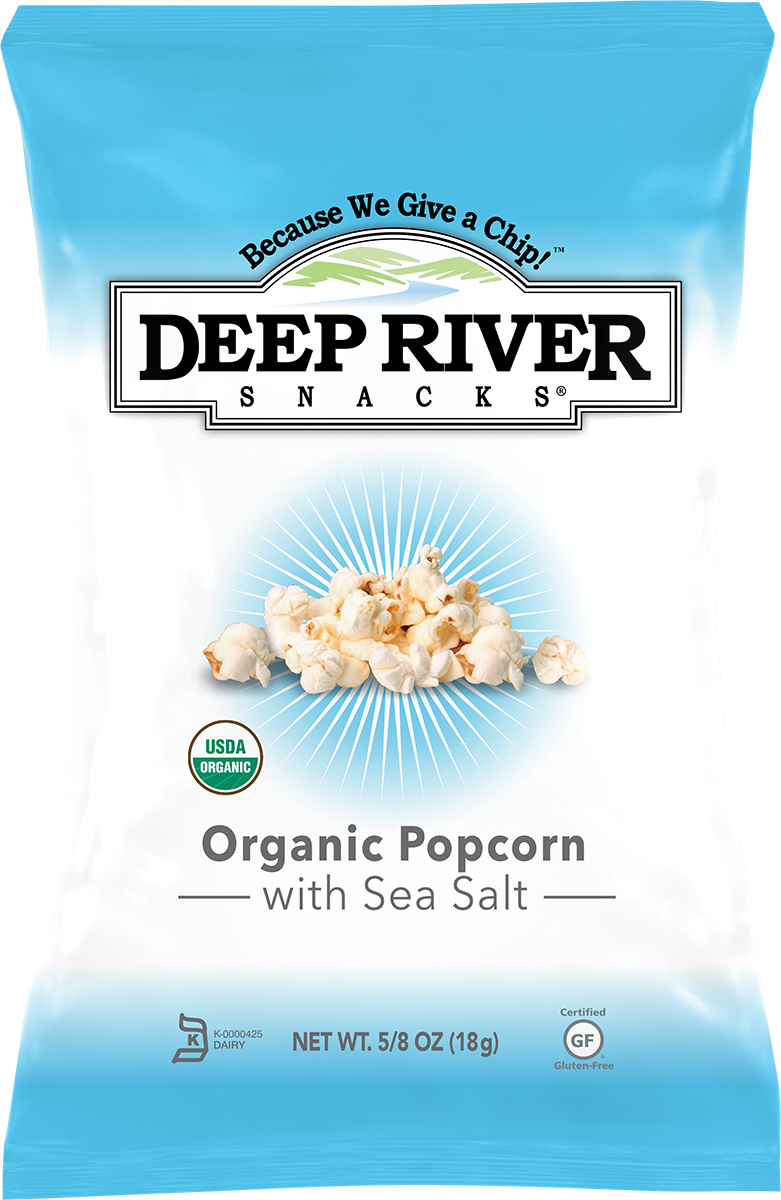 Because We Give a Chip!™
DEEP RIVER
SNACKS®
USDA
ORGANIC
Organic Popcorn
with Sea Salt
K
K-0000425
DAIRY
NET WT. 5/8 OZ (18g)
Certified
GF
Gluten-Free